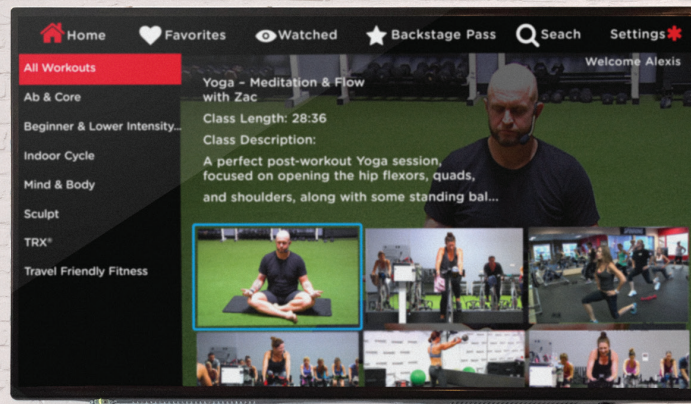 Home
Favorites
Watched
Backstage Pass
Seach
Settings
Welcome Alexis
All Workouts
Ab & Core
Beginner & Lower Intensity...
Indoor Cycle
Mind & Body
Sculpt
TRX®
Travel Friendly Fitness
Yoga – Meditation & Flow
with Zac
Class Length: 28:36
Class Description:
A perfect post-workout Yoga session,
focused on opening the hip flexors, quads,
and shoulders, along with some standing bal...